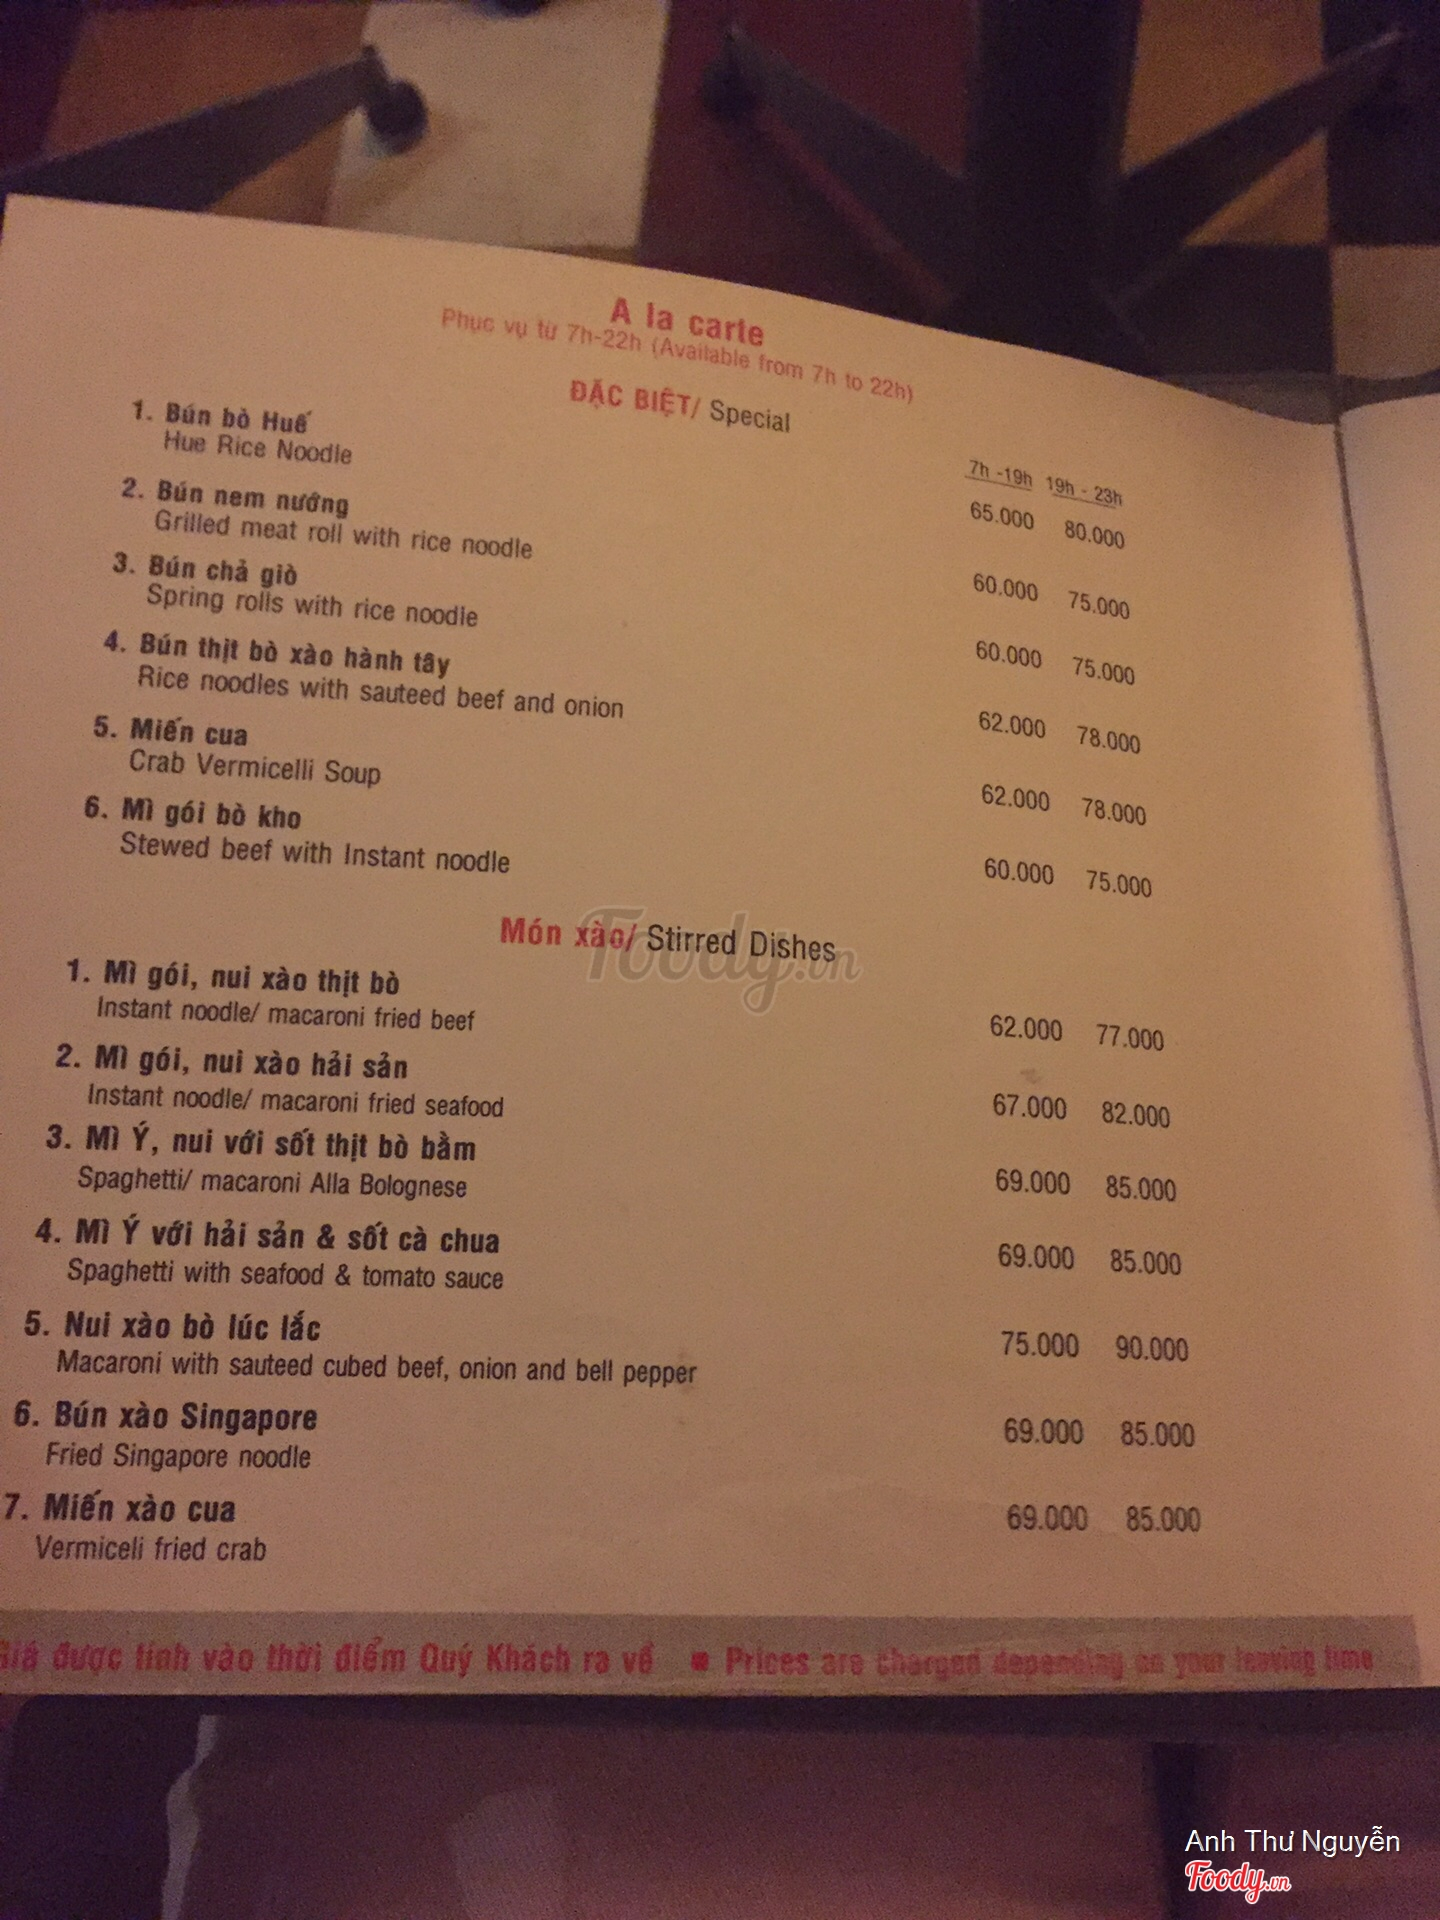 A la carte
Phục vụ từ 7h-22h (Available from 7h to 22h)
ĐẶC BIỆT/ Special
7h -19h 19h - 23h
1. Bún bò Huế 65.000 80.000
Hue Rice Noodle
2. Bún nem nướng 60.000 75.000
Grilled meat roll with rice noodle
3. Bún chả giò 60.000 75.000
Spring rolls with rice noodle
4. Bún thịt bò xào hành tây 62.000 78.000
Rice noodles with sauteed beef and onion
5. Miến cua 62.000 78.000
Crab Vermicelli Soup
6. Mì gói bò kho 60.000 75.000
Stewed beef with Instant noodle
Món xào/ Stirred Dishes
Foody.vn
1. Mì gói, nui xào thịt bò 62.000 77.000
Instant noodle/ macaroni fried beef
2. Mì gói, nui xào hải sản 67.000 82.000
Instant noodle/ macaroni fried seafood
3. Mì Ý, nui với sốt thịt bò bằm 69.000 85.000
Spaghetti/ macaroni Alla Bolognese
4. Mì Ý với hải sản & sốt cà chua 69.000 85.000
Spaghetti with seafood & tomato sauce
5. Nui xào bò lúc lắc 75.000 90.000
Macaroni with sauteed cubed beef, onion and bell pepper
6. Bún xào Singapore 69.000 85.000
Fried Singapore noodle
7. Miến xào cua 69.000 85.000
Vermiceli fried crab
Giá được tính vào thời điểm Quý Khách ra về ■ Prices are charged depending on your leaving time
Anh Thư Nguyễn
Foody.vn